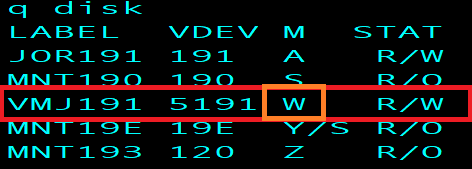 q disk
LABEL VDEV M STAT
JOR191 191 A R/W
MNT190 190 S R/O
VMJ191 5191 W R/W
MNT19E 19E Y/S R/O
MNT193 120 Z R/O